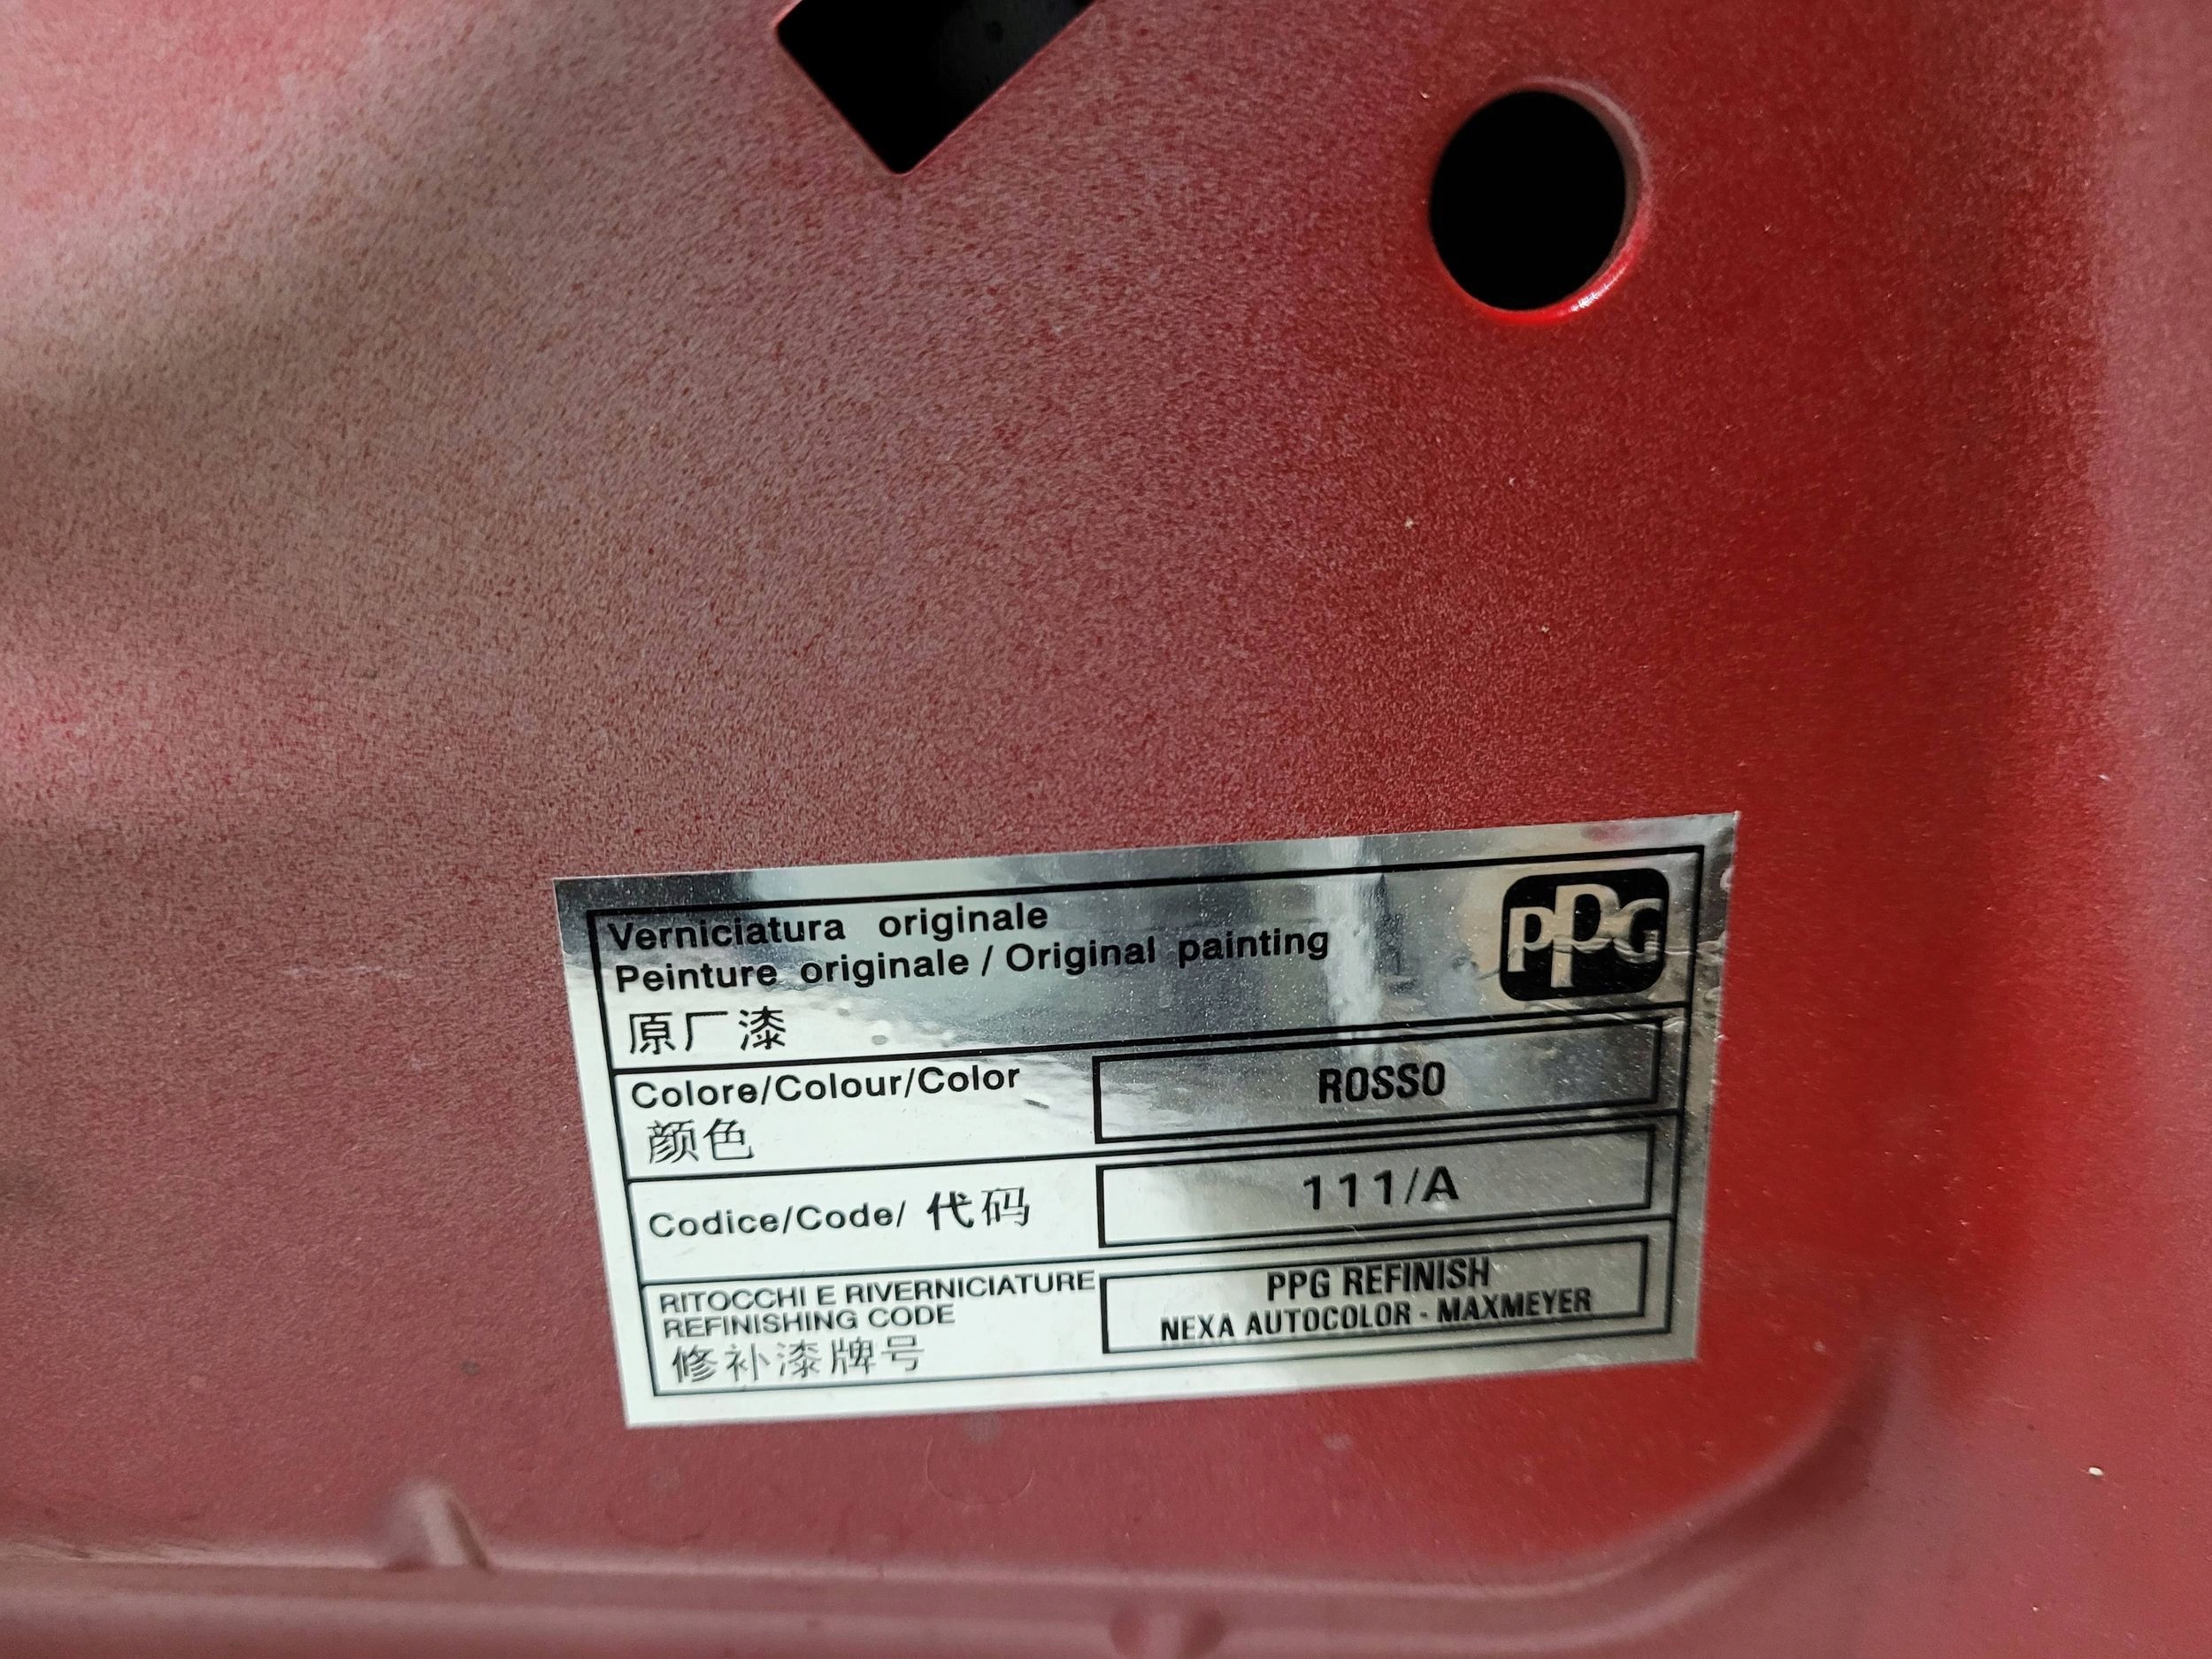 Verniciatura originale
Peinture originale / Original painting
PPG
原厂漆
Colore/Colour/Color
颜色
ROSSO
Codice/Code/ 代码
111/A
RITOCCHI E RIVERNICIATURE
REFINISHING CODE
修补漆牌号
PPG REFINISH
NEXA AUTOCOLOR - MAXMEYER